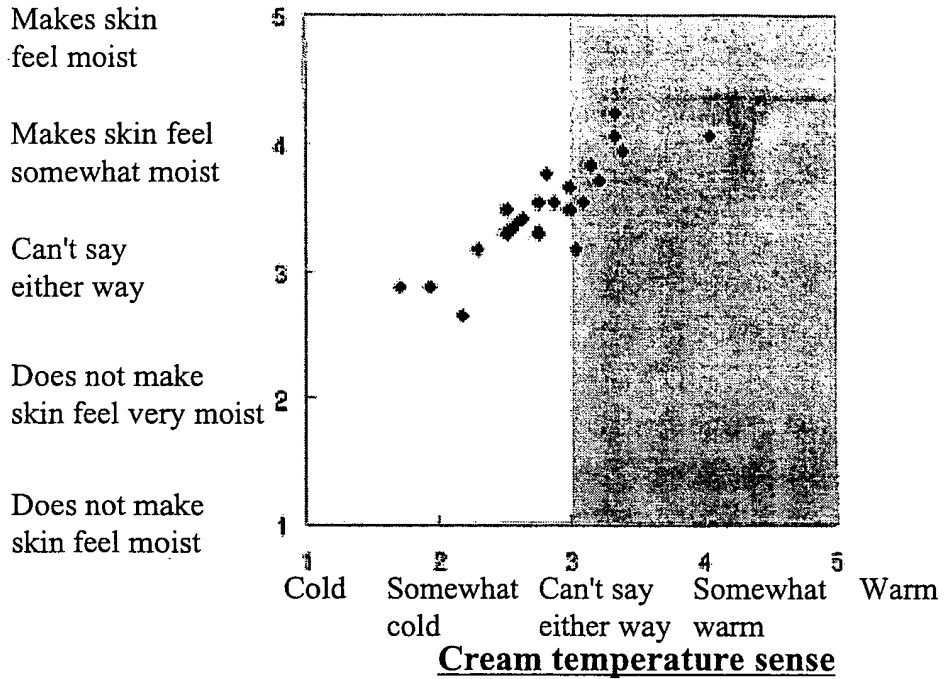 Makes skin
feel moist
5
Makes skin feel
somewhat moist
4
Can't say
either way
3
Does not make
skin feel very moist
2
Does not make
skin feel moist
1
1 2 3 4 5
Cold Somewhat Can't say Somewhat Warm
cold either way warm
Cream temperature sense